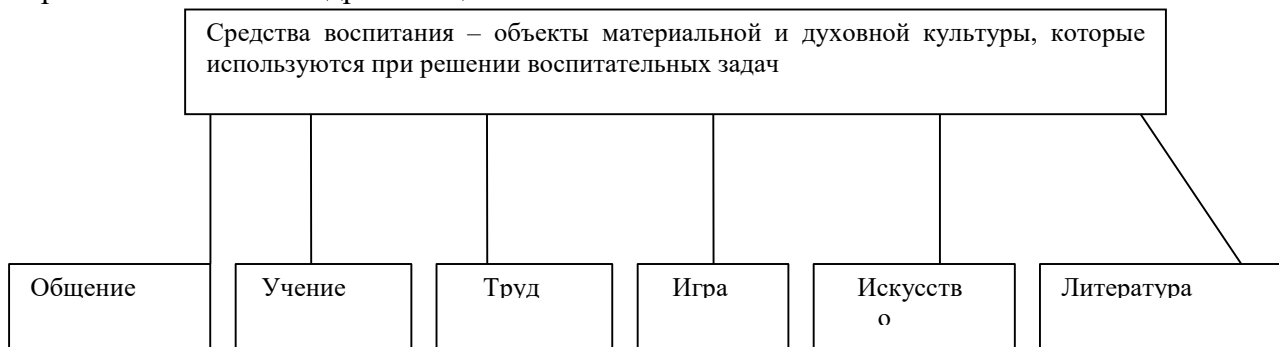 Средства воспитания – объекты материальной и духовной культуры, которые
используются при решении воспитательных задач
Общение
Учение
Труд
Игра
Искусств
о
Литература